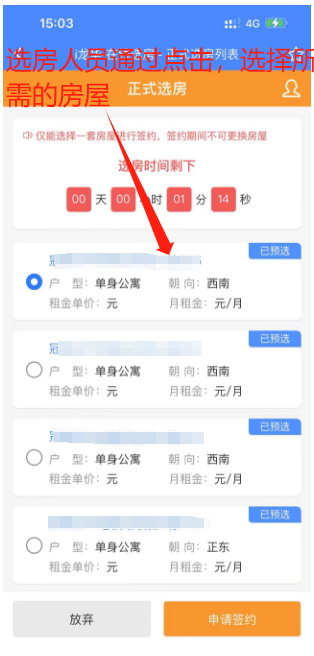 15:03
4G
选房人员通过点击，选择所
需的房屋
正式选房
仅能选择一套房屋进行签约，签约期间不可更换房屋
选房时间剩下
00 天 00 小时 01 分 14 秒
已预选
户 型：单身公寓 朝 向：西南
租金单价：元 月租金：元/月
已预选
冠
户 型：单身公寓 朝 向：西南
租金单价：元 月租金：元/月
已预选
户 型：单身公寓 朝 向：西南
租金单价：元 月租金：元/月
已预选
户 型：单身公寓 朝 向：正东
租金单价：元 月租金：元/月
放弃 申请签约